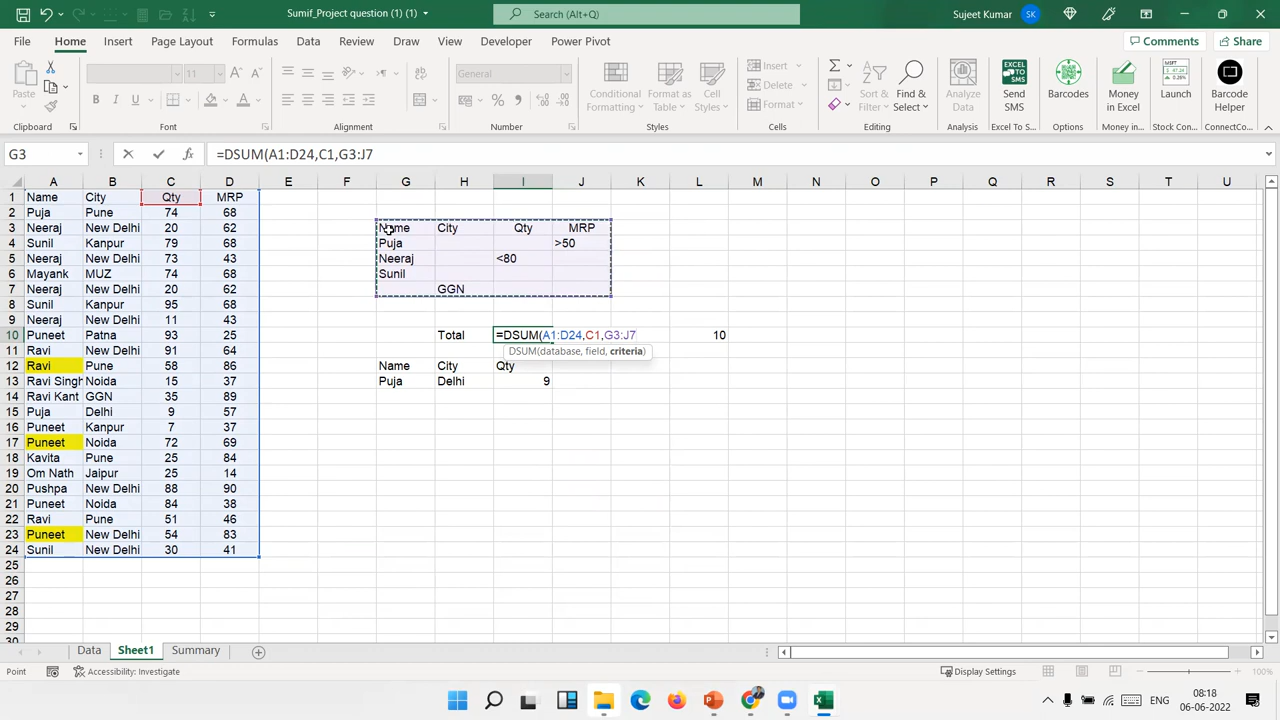 Sumif_Project question (1) (1)
Search (Alt+Q)
Sujeet Kumar
SK
File Home Insert Page Layout Formulas Data Review View Draw Developer Power Pivot
Comments
Share
Paste
11
General
Conditional Formatting
Format as Table
Cell Styles
Insert
Delete
Format
Sort & Filter
Find & Select
Analyze Data
Send SMS
Barcodes
Money in Excel
Launch
Barcode Helper
Clipboard Font Alignment Number Styles Cells Editing Analysis Excel To S... Options Money in... Stock Con... ConnectCo...
G3
=DSUM(A1:D24,C1,G3:J7
A B C D E F G H I J K L M N O P Q R S T U
1 Name City Qty MRP
2 Puja Pune 74 68
3 Neeraj New Delhi 20 62 Name City Qty MRP
4 Sunil Kanpur 79 68 Puja >50
5 Neeraj New Delhi 73 43 Neeraj <80
6 Mayank MUZ 74 68 Sunil
7 Neeraj New Delhi 20 62 GGN
8 Sunil Kanpur 95 68
9 Neeraj New Delhi 11 43
10 Puneet Patna 93 25 Total =DSUM(A1:D24,C1,G3:J7 10
DSUM(database, field, criteria)
11 Ravi New Delhi 91 64
12 Ravi Pune 58 86 Name City Qty
13 Ravi Singh Noida 15 37 Puja Delhi 9
14 Ravi Kant GGN 35 89
15 Puja Delhi 9 57
16 Puneet Kanpur 7 37
17 Puneet Noida 72 69
18 Kavita Pune 25 84
19 Om Nath Jaipur 25 14
20 Pushpa New Delhi 88 90
21 Puneet Noida 84 38
22 Ravi Pune 51 46
23 Puneet New Delhi 54 83
24 Sunil New Delhi 30 41
25
26
27
28
29
30
Data Sheet1 Summary
Point
Accessibility: Investigate
Display Settings
100%
ENG
08:18
06-06-2022